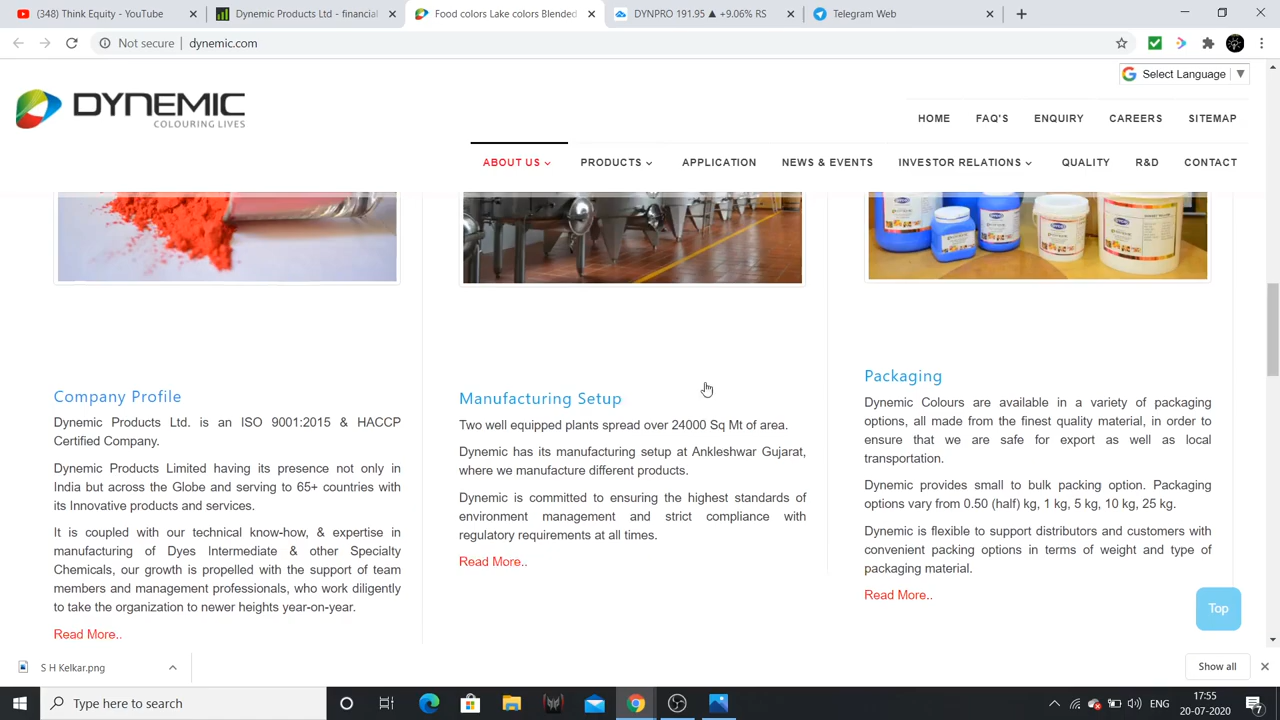 (348) Think Equity - YouTube
Dynemic Products Ltd - financial
Food colors Lake colors Blended
DYNPRO 191.95 ▲ +9.06% RS
Telegram Web
Not secure | dynemic.com
Select Language ▼
DYNEMIC
COLOURING LIVES
HOME FAQ'S ENQUIRY CAREERS SITEMAP
ABOUT US PRODUCTS APPLICATION NEWS & EVENTS INVESTOR RELATIONS QUALITY R&D CONTACT
Company Profile
Dynemic Products Ltd. is an ISO 9001:2015 & HACCP
Certified Company.
Dynemic Products Limited having its presence not only in
India but across the Globe and serving to 65+ countries with
its Innovative products and services.
It is coupled with our technical know-how, & expertise in
manufacturing of Dyes Intermediate & other Specialty
Chemicals, our growth is propelled with the support of team
members and management professionals, who work diligently
to take the organization to newer heights year-on-year.
Read More..
Manufacturing Setup
Two well equipped plants spread over 24000 Sq Mt of area.
Dynemic has its manufacturing setup at Ankleshwar Gujarat,
where we manufacture different products.
Dynemic is committed to ensuring the highest standards of
environment management and strict compliance with
regulatory requirements at all times.
Read More..
Packaging
Dynemic Colours are available in a variety of packaging
options, all made from the finest quality material, in order to
ensure that we are safe for export as well as local
transportation.
Dynemic provides small to bulk packing option. Packaging
options vary from 0.50 (half) kg, 1 kg, 5 kg, 10 kg, 25 kg.
Dynemic is flexible to support distributors and customers with
convenient packing options in terms of weight and type of
packaging material.
Read More..
Top
S H Kelkar.png
Show all
Type here to search
ENG
17:55
20-07-2020
7